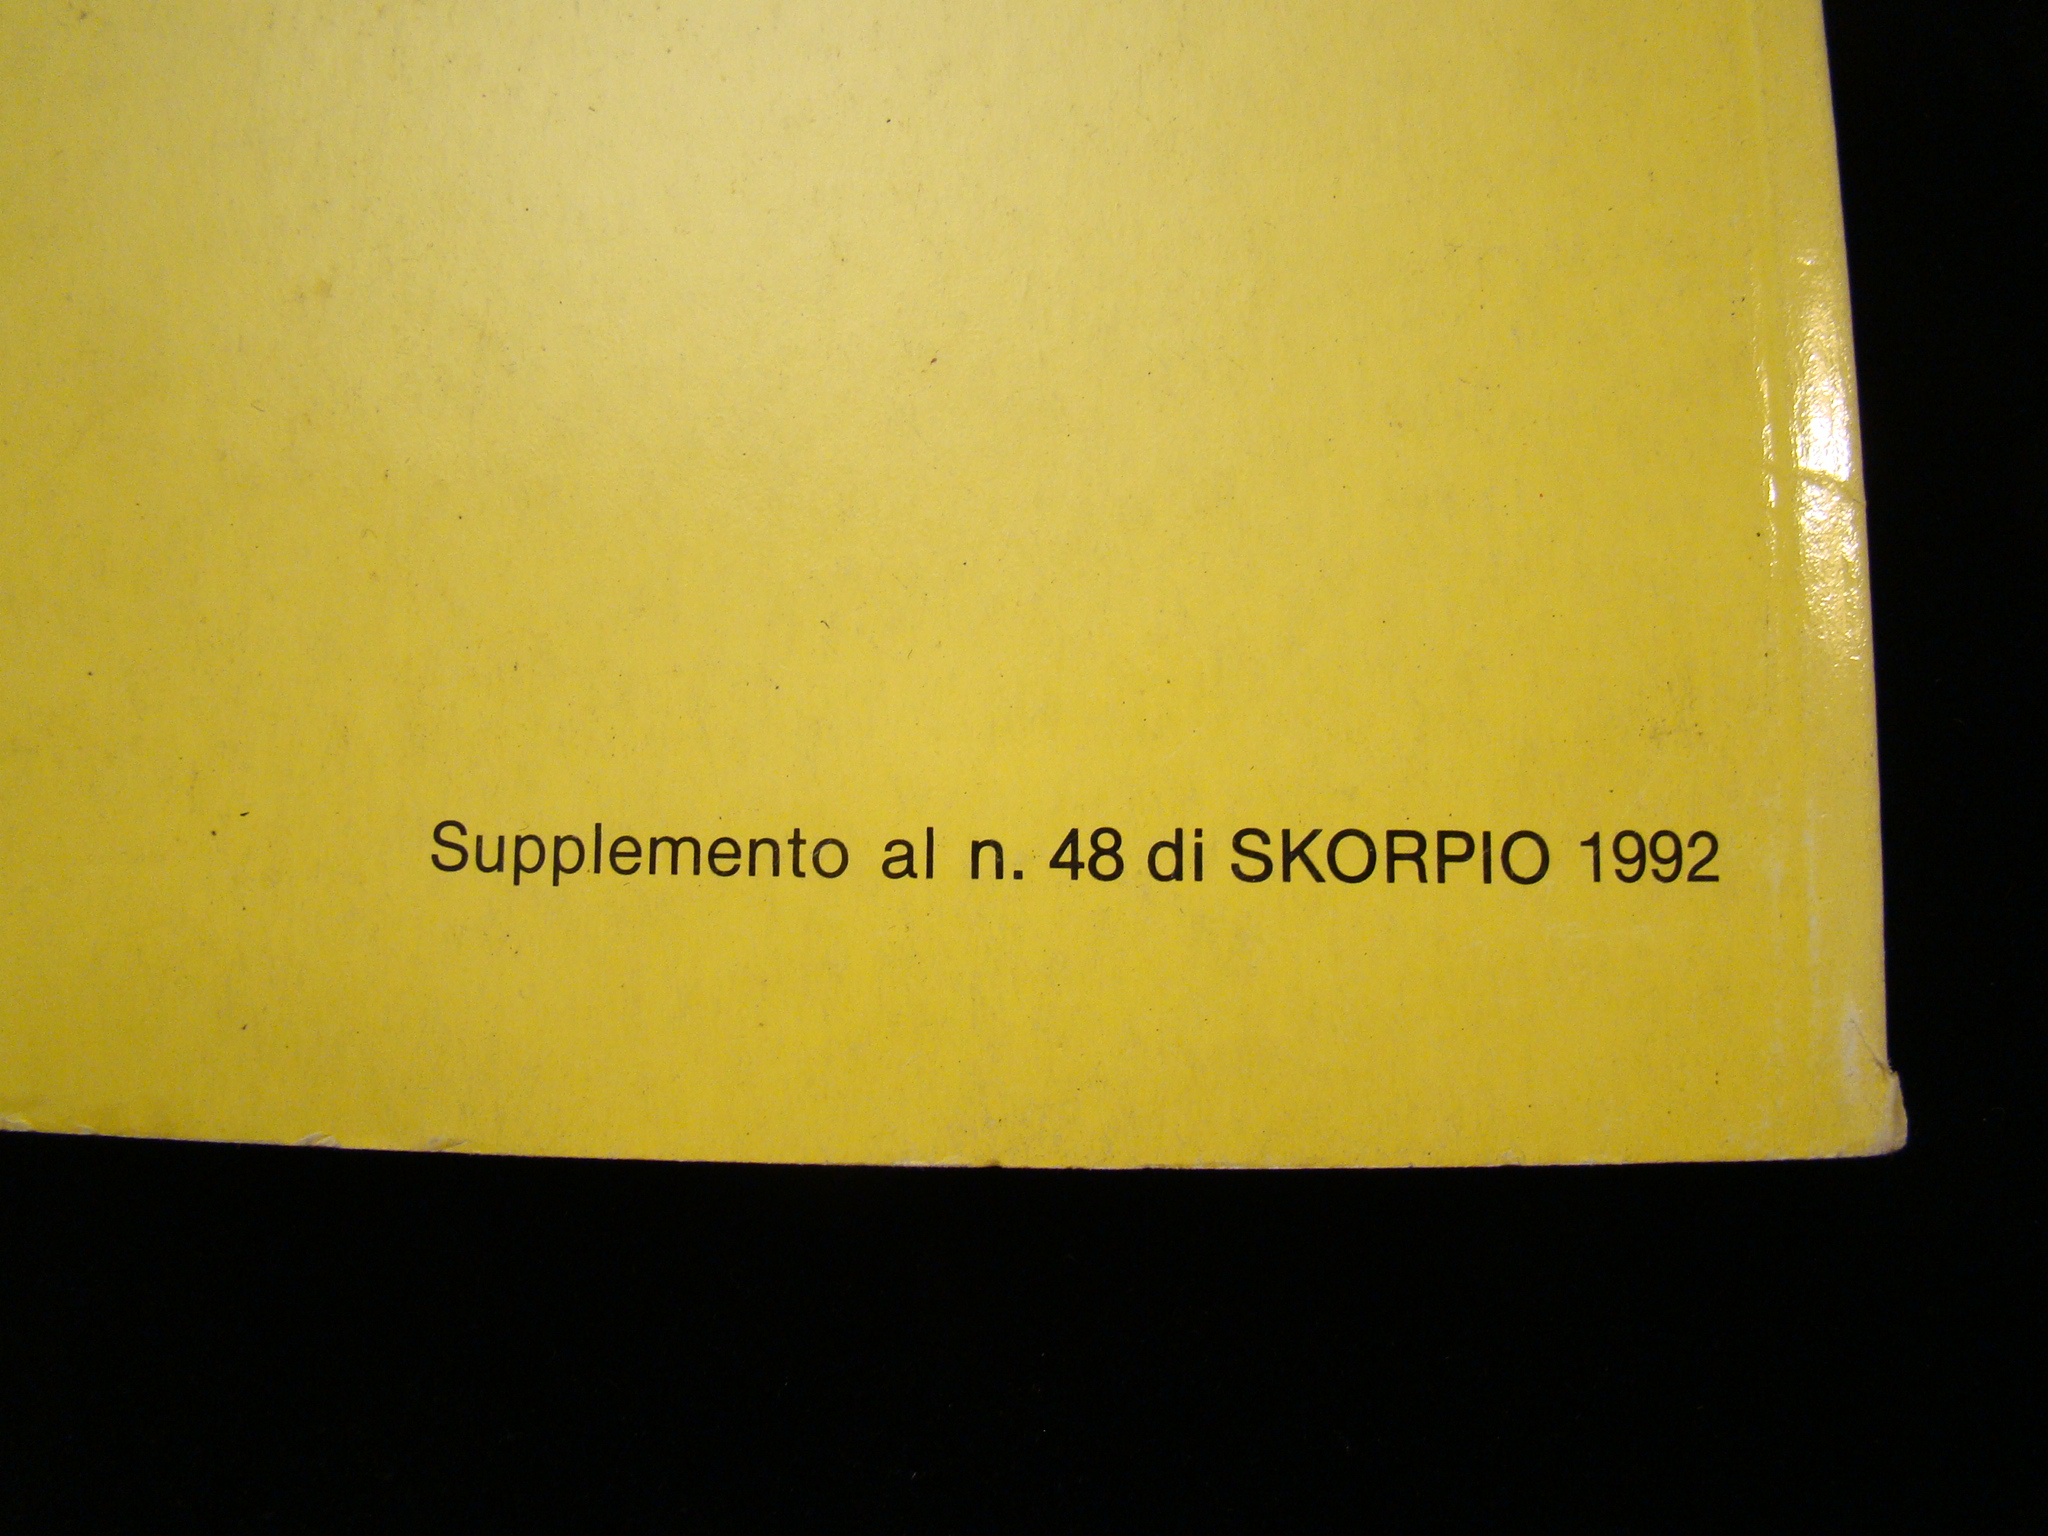 Supplemento al n. 48 di SKORPIO 1992